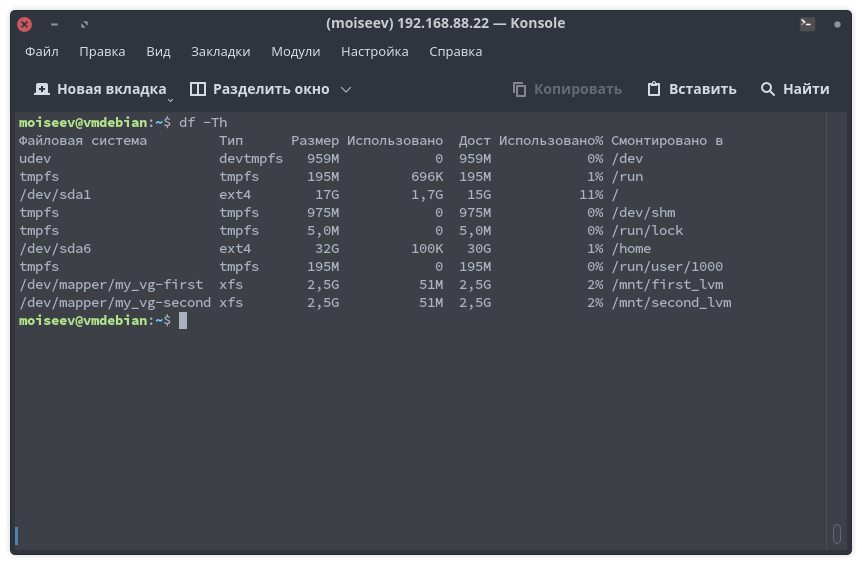 (moiseev) 192.168.88.22 — Konsole
Файл Правка Вид Закладки Модули Настройка Справка
Новая вкладка Разделить окно Копировать Вставить Найти
moiseev@vmdebian:~$ df -Th
Файловая система Тип Размер Использовано Дост Использовано% Смонтировано в
udev devtmpfs 959M 0 959M 0% /dev
tmpfs tmpfs 195M 696K 195M 1% /run
/dev/sda1 ext4 17G 1,7G 15G 11% /
tmpfs tmpfs 975M 0 975M 0% /dev/shm
tmpfs tmpfs 5,0M 0 5,0M 0% /run/lock
/dev/sda6 ext4 32G 100K 30G 1% /home
tmpfs tmpfs 195M 0 195M 0% /run/user/1000
/dev/mapper/my_vg-first xfs 2,5G 51M 2,5G 2% /mnt/first_lvm
/dev/mapper/my_vg-second xfs 2,5G 51M 2,5G 2% /mnt/second_lvm
moiseev@vmdebian:~$